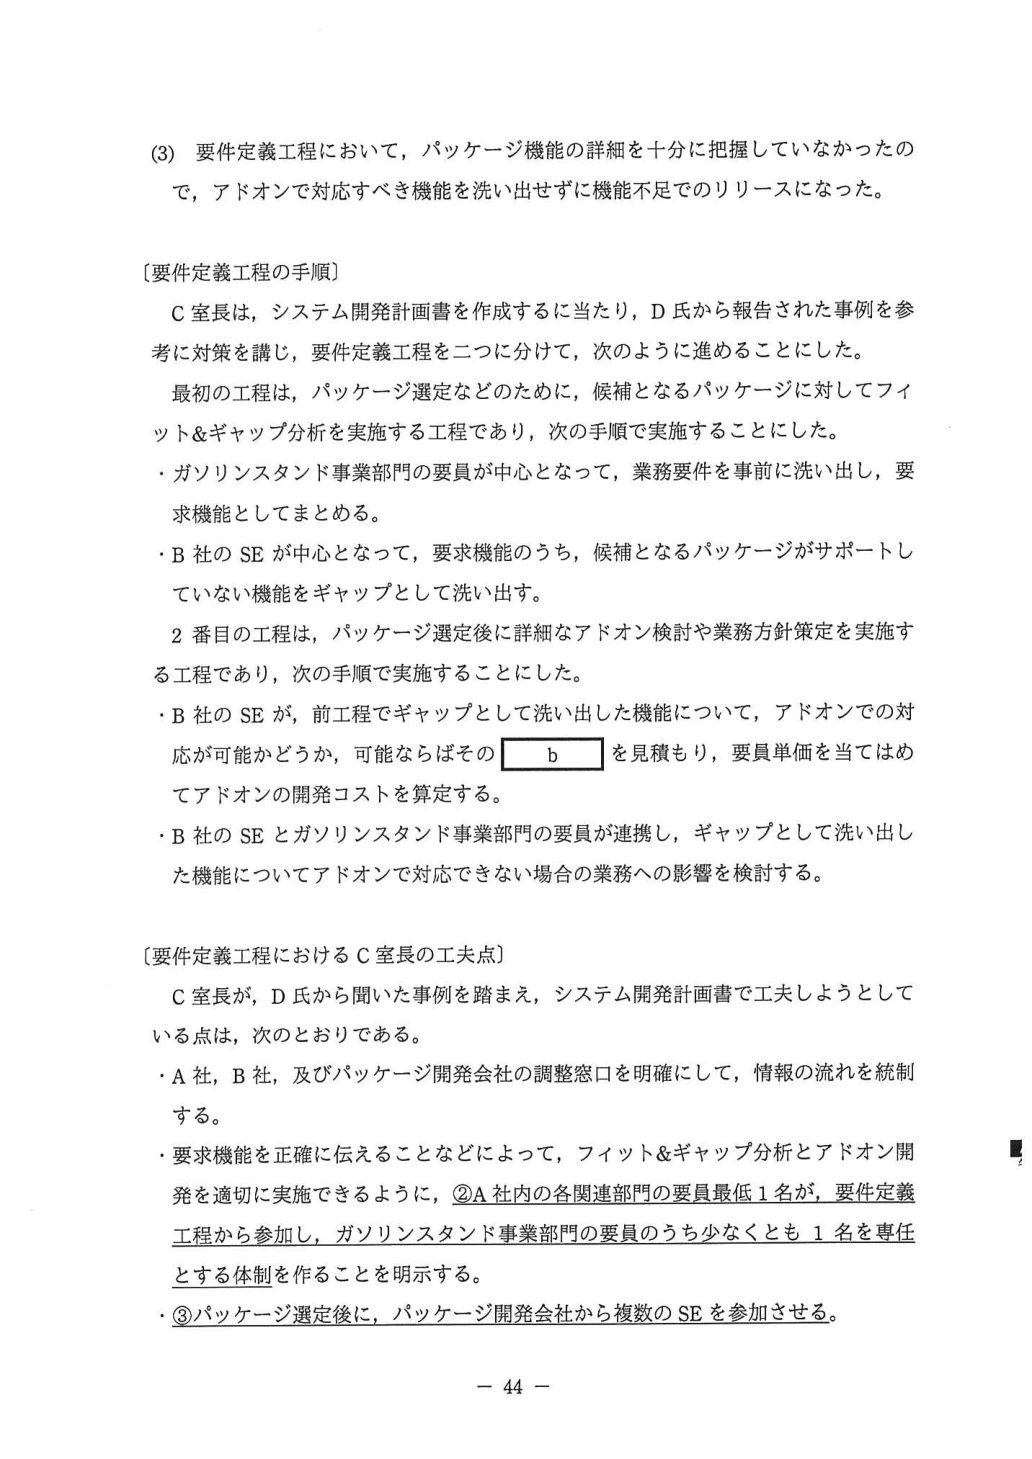 (3)　要件定義工程において，パッケージ機能の詳細を十分に把握していなかったの
で，アドオンで対応すべき機能を洗い出せずに機能不足でのリリースになった。
〔要件定義工程の手順〕
C 室長は，システム開発計画書を作成するに当たり，D 氏から報告された事例を参
考に対策を講じ，要件定義工程を二つに分けて，次のように進めることにした。
最初の工程は，パッケージ選定などのために，候補となるパッケージに対してフィ
ット&ギャップ分析を実施する工程であり，次の手順で実施することにした。
・ガソリンスタンド事業部門の要員が中心となって，業務要件を事前に洗い出し，要
求機能としてまとめる。
・B 社の SE が中心となって，要求機能のうち，候補となるパッケージがサポートし
ていない機能をギャップとして洗い出す。
2 番目の工程は，パッケージ選定後に詳細なアドオン検討や業務方針策定を実施す
る工程であり，次の手順で実施することにした。
・B 社の SE が，前工程でギャップとして洗い出した機能について，アドオンでの対
応が可能かどうか，可能ならばその b を見積もり，要員単価を当てはめ
てアドオンの開発コストを算定する。
・B 社の SE とガソリンスタンド事業部門の要員が連携し，ギャップとして洗い出し
た機能についてアドオンで対応できない場合の業務への影響を検討する。
〔要件定義工程における C 室長の工夫点〕
C 室長が，D 氏から聞いた事例を踏まえ，システム開発計画書で工夫しようとして
いる点は，次のとおりである。
・A 社，B 社，及びパッケージ開発会社の調整窓口を明確にして，情報の流れを統制
する。
・要求機能を正確に伝えることなどによって，フィット&ギャップ分析とアドオン開
発を適切に実施できるように，②A 社内の各関連部門の要員最低 1 名が，要件定義
工程から参加し，ガソリンスタンド事業部門の要員のうち少なくとも 1 名を専任
とする体制を作ることを明示する。
・③パッケージ選定後に，パッケージ開発会社から複数の SE を参加させる。
－ 44 －